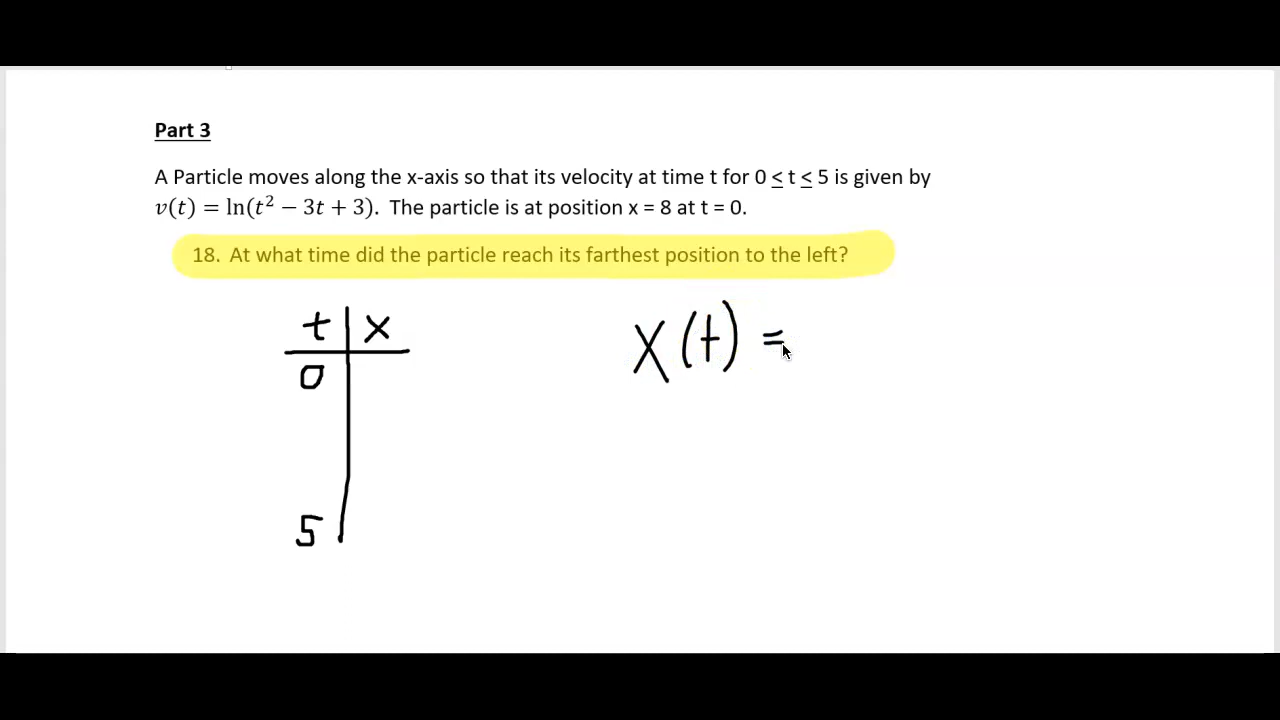 Part 3
A Particle moves along the x-axis so that its velocity at time t for 0 ≤ t ≤ 5 is given by
v(t) = ln(t² − 3t + 3). The particle is at position x = 8 at t = 0.
18. At what time did the particle reach its farthest position to the left?
t x
X(t) =
0
5